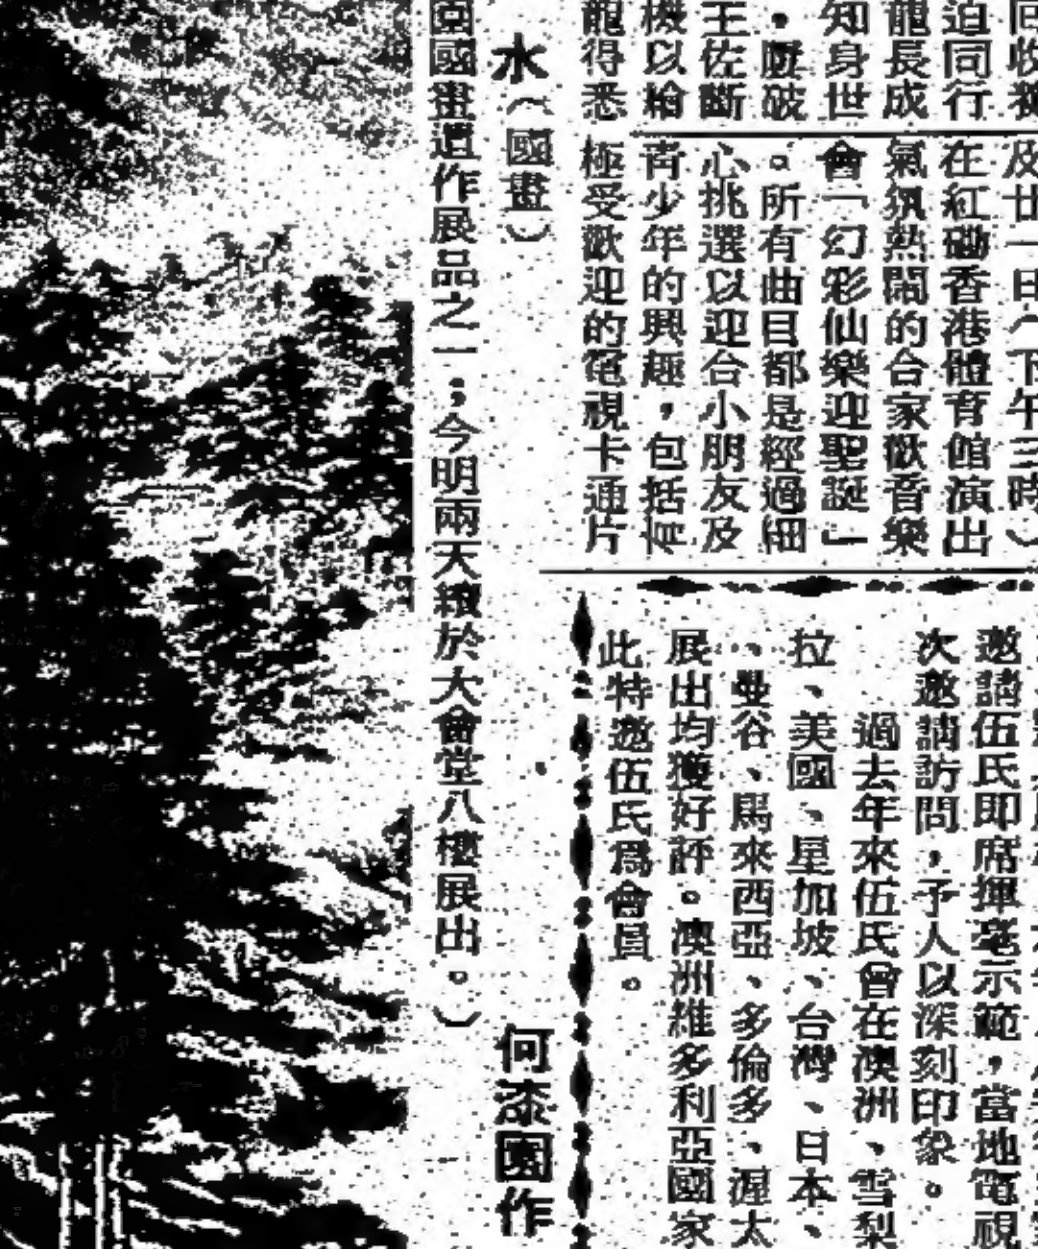 回收
迫同行
龍長成
知身世
破
王佐斷
機以
龍得悉
及廿一日(下午三時)
在紅磡香港體育館演出
氣氛熱鬧的合家歡音樂
會「幻彩仙樂迎聖誕」
。所有曲目都是經過細
心挑選以迎合小朋友及
青少年的興趣,包括
極受歡迎的電視卡通片
邀請伍氏即席揮毫示範,當地電視
次邀請訪問,予人以深刻印象。
過去年來伍氏曾在澳洲、雪梨
拉、美國、星加坡、台灣、日本、
、曼谷、馬來西亞、多倫多、渥太
展出均獲好評。澳洲維多利亞國家
此特邀伍氏爲會員。
水(國畫)
何漆園作
園國畫遺作展品之一;今明兩天續於大會堂八樓展出。)